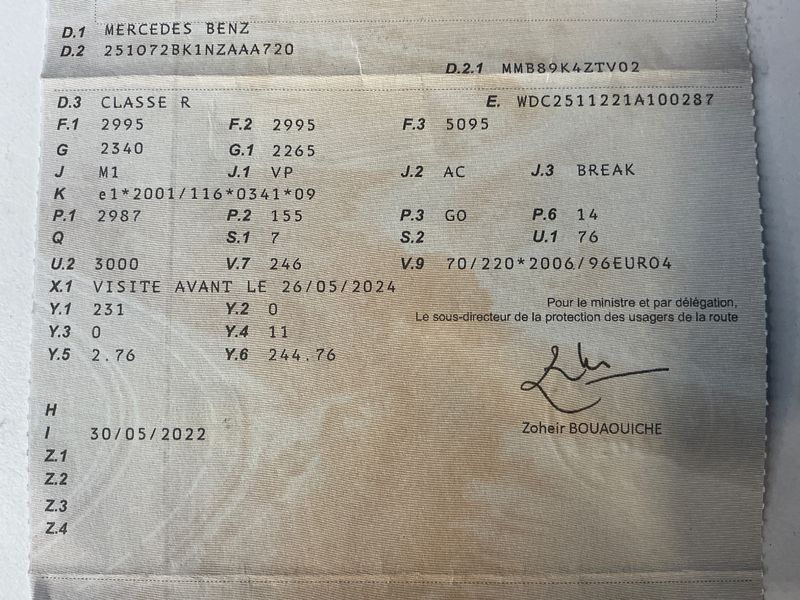 D.1 MERCEDES BENZ
D.2 251072BK1NZAAA720
D.2.1 MMB89K4ZTV02
D.3 CLASSE R E. WDC2511221A100287
F.1 2995 F.2 2995 F.3 5095
G 2340 G.1 2265
J M1 J.1 VP J.2 AC J.3 BREAK
K e1*2001/116*0341*09
P.1 2987 P.2 155 P.3 GO P.6 14
Q S.1 7 S.2 U.1 76
U.2 3000 V.7 246 V.9 70/220*2006/96EURO4
X.1 VISITE AVANT LE 26/05/2024
Y.1 231 Y.2 0
Pour le ministre et par délégation,
Le sous-directeur de la protection des usagers de la route
Y.3 0 Y.4 11
Y.5 2.76 Y.6 244.76
H
Zoheir BOUAOUICHE
I 30/05/2022
Z.1
Z.2
Z.3
Z.4